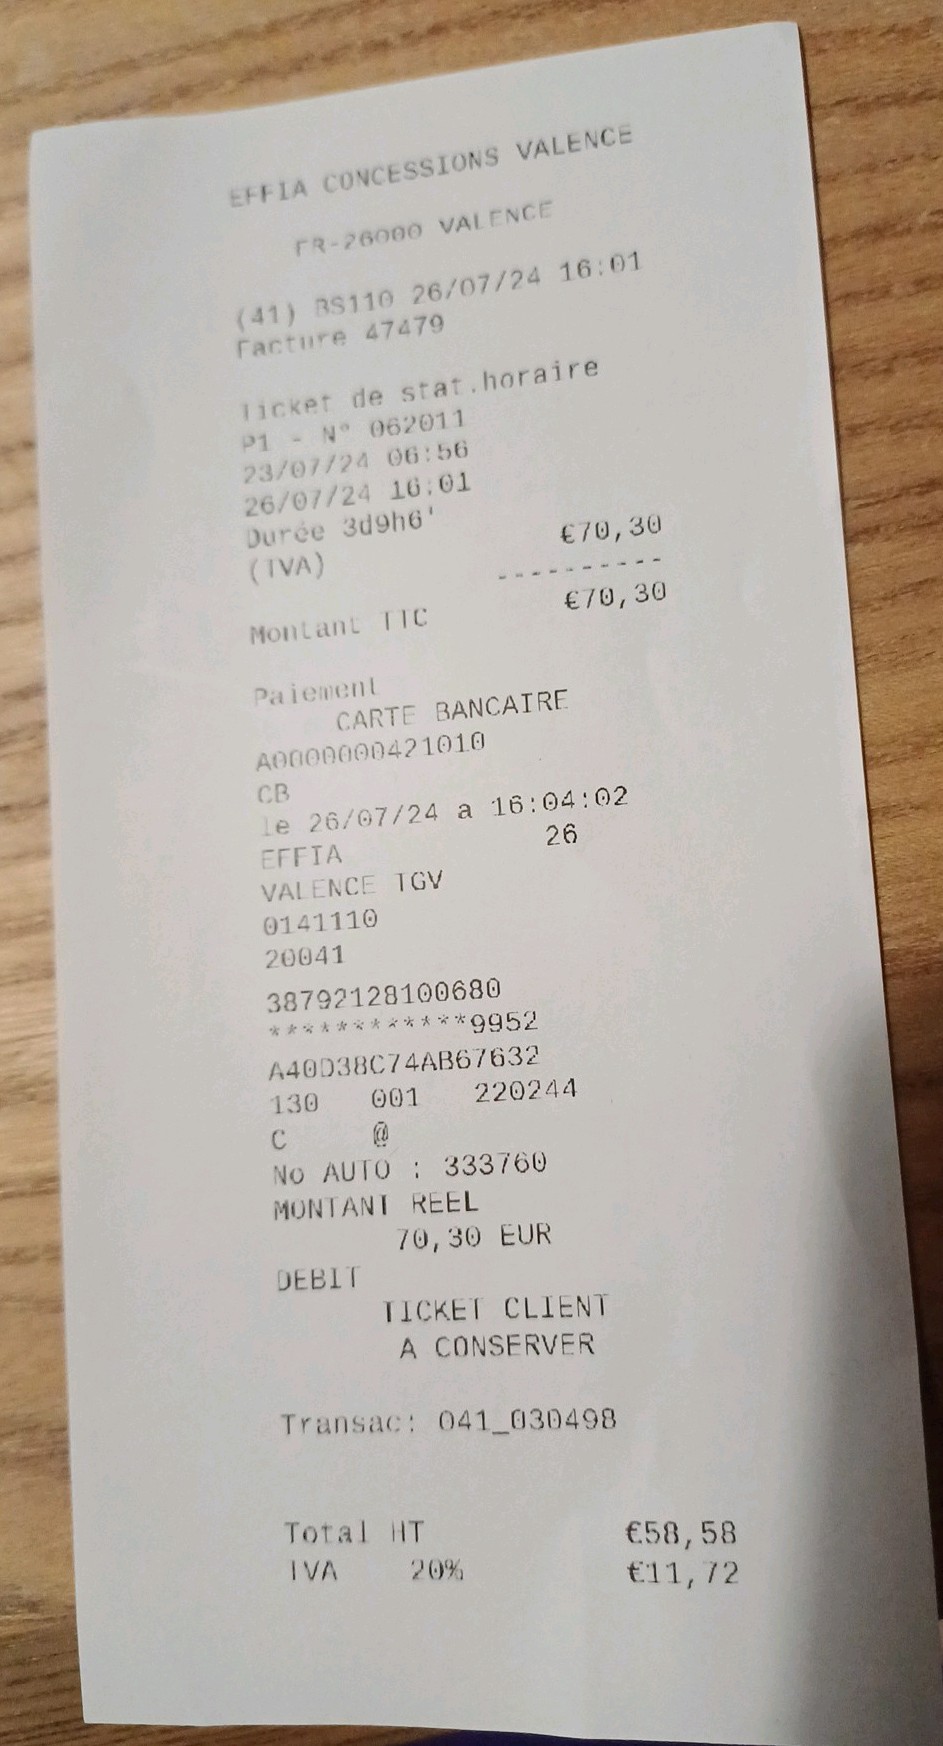 EFFIA CONCESSIONS VALENCE
FR-26000 VALENCE
(41) BS110 26/07/24 16:01
Facture 47479
Ticket de stat.horaire
P1 - N° 062011
23/07/24 06:56
26/07/24 16:01
Durée 3d9h6'
(TVA) €70,30
----------
Montant TTC €70,30
Paiement
CARTE BANCAIRE
A0000000421010
CB
le 26/07/24 a 16:04:02
EFFIA 26
VALENCE TGV
0141110
20041
38792128100680
************9952
A40D38C74AB67632
130 001 220244
C @
No AUTO : 333760
MONTANT REEL
70,30 EUR
DEBIT
TICKET CLIENT
A CONSERVER
Transac: 041_030498
Total HT €58,58
TVA 20% €11,72